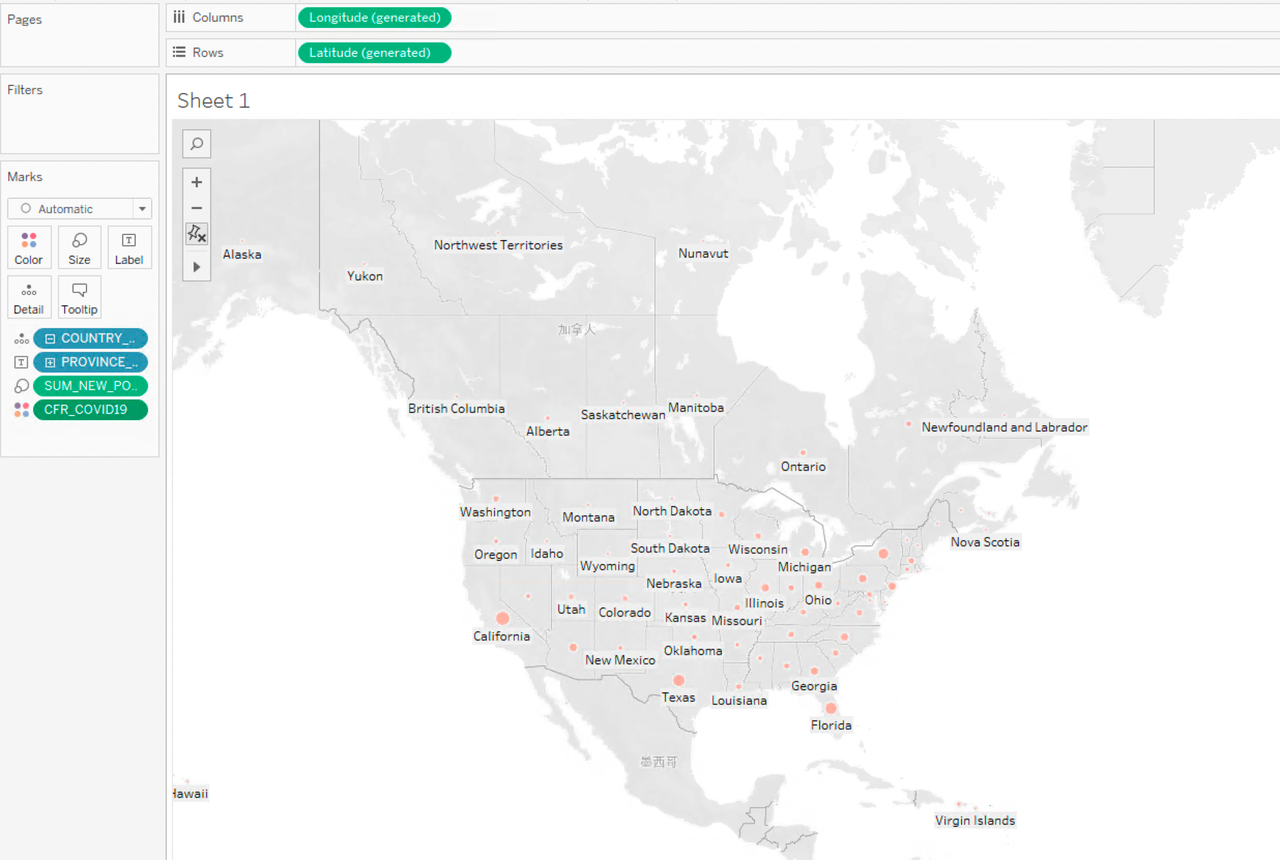 Pages
Columns
Longitude (generated)
Rows
Latitude (generated)
Filters
Sheet 1
Marks
Automatic
Color
Size
Label
Detail
Tooltip
COUNTRY_..
PROVINCE_..
SUM_NEW_PO..
CFR_COVID19
Alaska
Yukon
Northwest Territories
Nunavut
加拿大
British Columbia
Alberta
Saskatchewan
Manitoba
Ontario
Newfoundland and Labrador
Washington
Montana
North Dakota
Nova Scotia
Oregon
Idaho
South Dakota
Wisconsin
Wyoming
Michigan
Nebraska
Iowa
Utah
Colorado
Kansas
Missouri
Illinois
Ohio
California
New Mexico
Oklahoma
Texas
Louisiana
Georgia
Florida
墨西哥
Hawaii
Virgin Islands